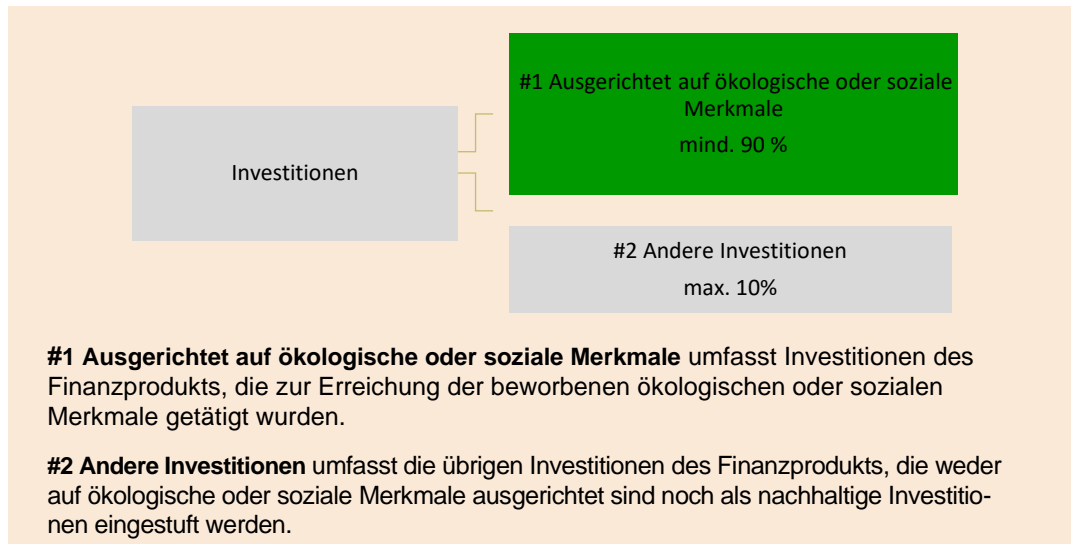 #1 Ausgerichtet auf ökologische oder soziale
Merkmale
mind. 90 %
Investitionen
#2 Andere Investitionen
max. 10%
#1 Ausgerichtet auf ökologische oder soziale Merkmale umfasst Investitionen des
Finanzprodukts, die zur Erreichung der beworbenen ökologischen oder sozialen
Merkmale getätigt wurden.
#2 Andere Investitionen umfasst die übrigen Investitionen des Finanzprodukts, die weder
auf ökologische oder soziale Merkmale ausgerichtet sind noch als nachhaltige Investitio-
nen eingestuft werden.